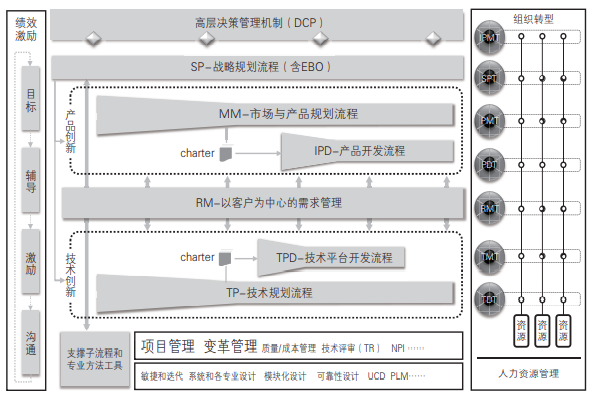 绩效
激励
目标
辅导
激励
沟通
高层决策管理机制（DCP）
SP-战略规划流程（含EBO）
产品创新
MM-市场与产品规划流程
charter
IPD-产品开发流程
RM-以客户为中心的需求管理
技术创新
charter
TPD-技术平台开发流程
TP-技术规划流程
支撑子流程和
专业方法工具
项目管理 变革管理 质量/成本管理 技术评审（TR） NPI ……
敏捷和迭代 系统和各专业设计 模块化设计 可靠性设计 UCD PLM……
组织转型
IPMT
SPT
PMT
PDT
RMT
TMT
TDT
资源
资源
资源
人力资源管理